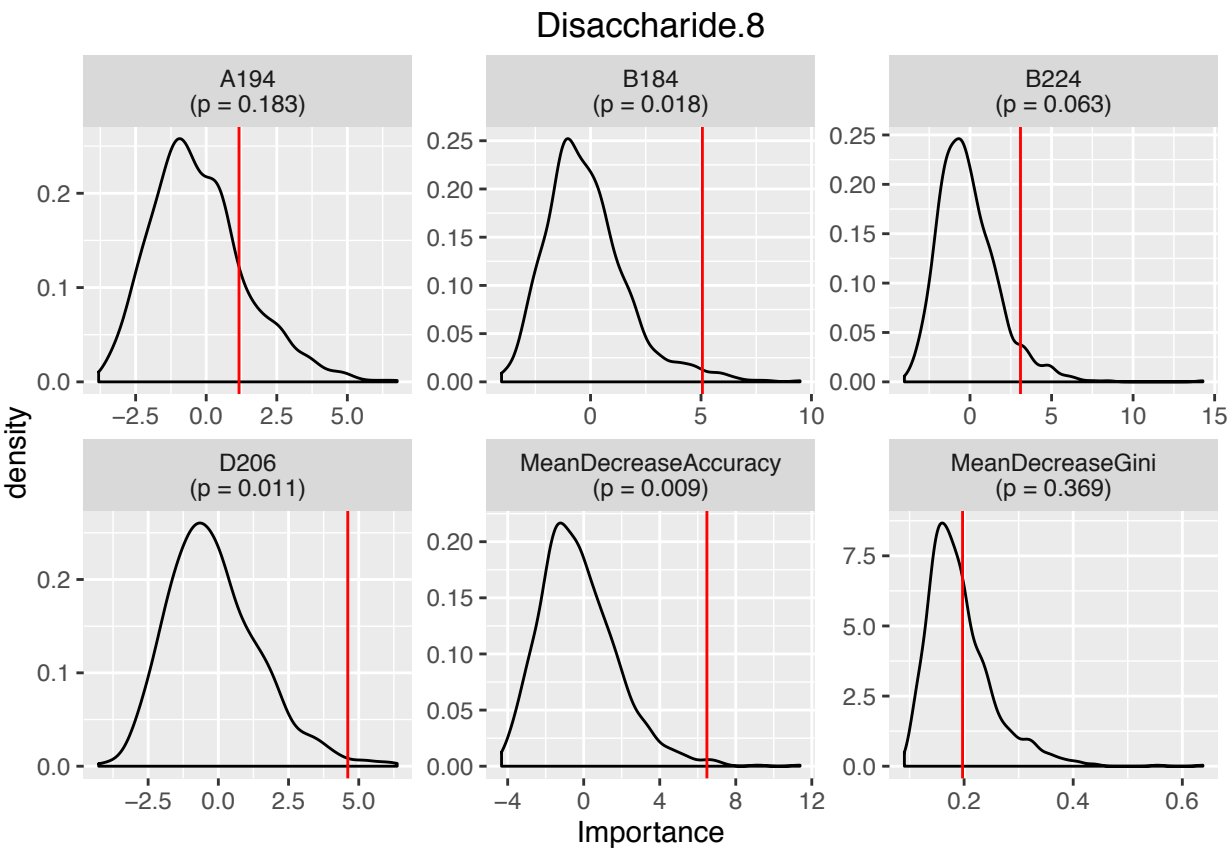 Disaccharide.8
A194
(p = 0.183)
B184
(p = 0.018)
B224
(p = 0.063)
0.2
0.1
0.0
−2.5 0.0 2.5 5.0
0.25
0.20
0.15
0.10
0.05
0.00
0 5 10
0.25
0.20
0.15
0.10
0.05
0.00
0 5 10 15
density
D206
(p = 0.011)
MeanDecreaseAccuracy
(p = 0.009)
MeanDecreaseGini
(p = 0.369)
0.2
0.1
0.0
−2.5 0.0 2.5 5.0
0.20
0.15
0.10
0.05
0.00
−4 0 4 8 12
7.5
5.0
2.5
0.0
0.2 0.4 0.6
Importance